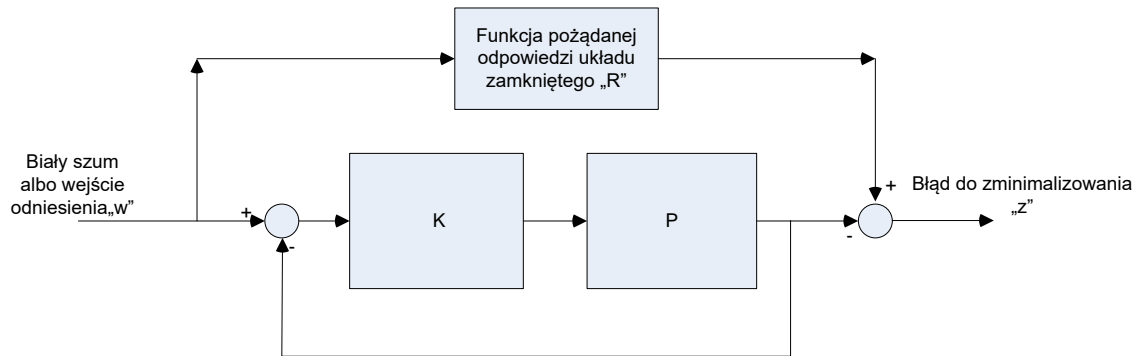 Funkcja pożądanej
odpowiedzi układu
zamkniętego „R”
Biały szum
albo wejście
odniesienia„w”
+
-
K
P
+
-
Błąd do zminimalizowania
„z”